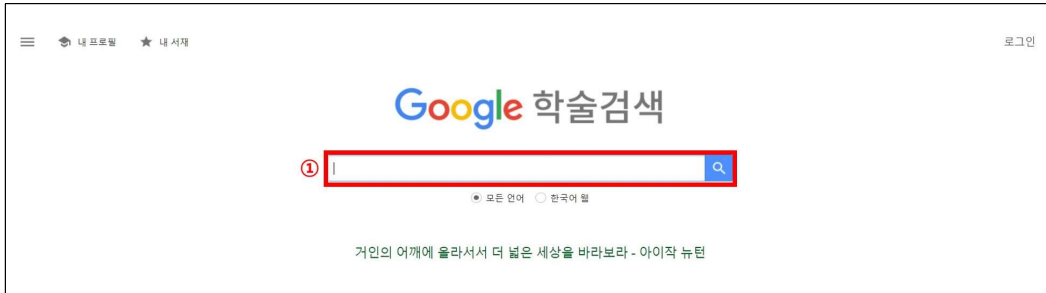 내 프로필 내 서재 로그인
Google 학술검색
①
모든 언어 한국어 웹
거인의 어깨에 올라서서 더 넓은 세상을 바라보라 - 아이작 뉴턴